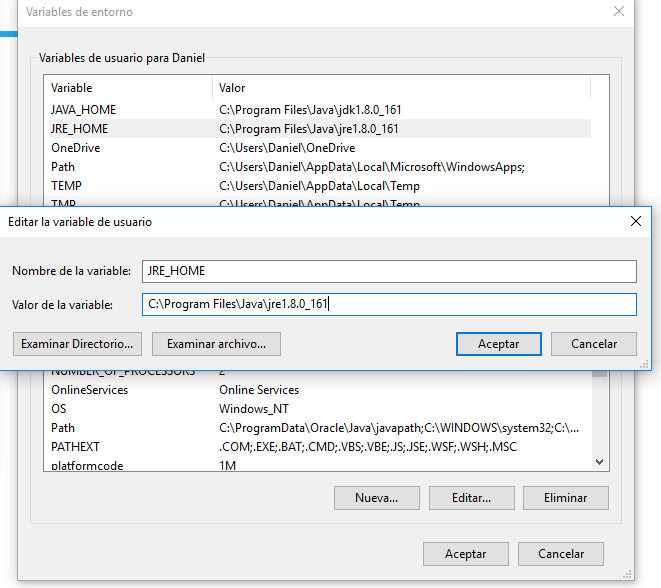 Variables de entorno
Variables de usuario para Daniel
Variable Valor
JAVA_HOME C:\Program Files\Java\jdk1.8.0_161
JRE_HOME C:\Program Files\Java\jre1.8.0_161
OneDrive C:\Users\Daniel\OneDrive
Path C:\Users\Daniel\AppData\Local\Microsoft\WindowsApps;
TEMP C:\Users\Daniel\AppData\Local\Temp
TMP C:\Users\Daniel\AppData\Local\Temp
Editar la variable de usuario
Nombre de la variable: JRE_HOME
Valor de la variable: C:\Program Files\Java\jre1.8.0_161
Examinar Directorio... Examinar archivo... Aceptar Cancelar
NUMBER_OF_PROCESSORS 2
OnlineServices Online Services
OS Windows_NT
Path C:\ProgramData\Oracle\Java\javapath;C:\WINDOWS\system32;C:\...
PATHEXT .COM;.EXE;.BAT;.CMD;.VBS;.VBE;.JS;.JSE;.WSF;.WSH;.MSC
platformcode 1M
Nueva... Editar... Eliminar
Aceptar Cancelar